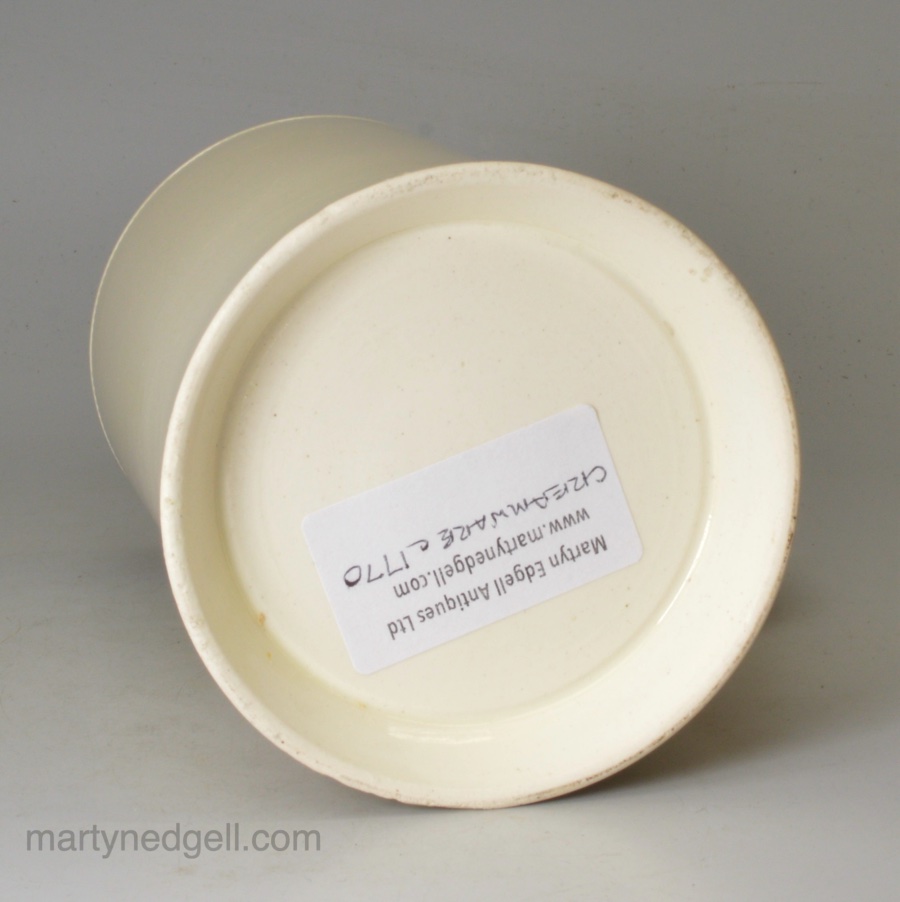 Martyn Edgell Antiques Ltd
www.martynedgell.com
CREAMWARE c1770
martynedgell.com